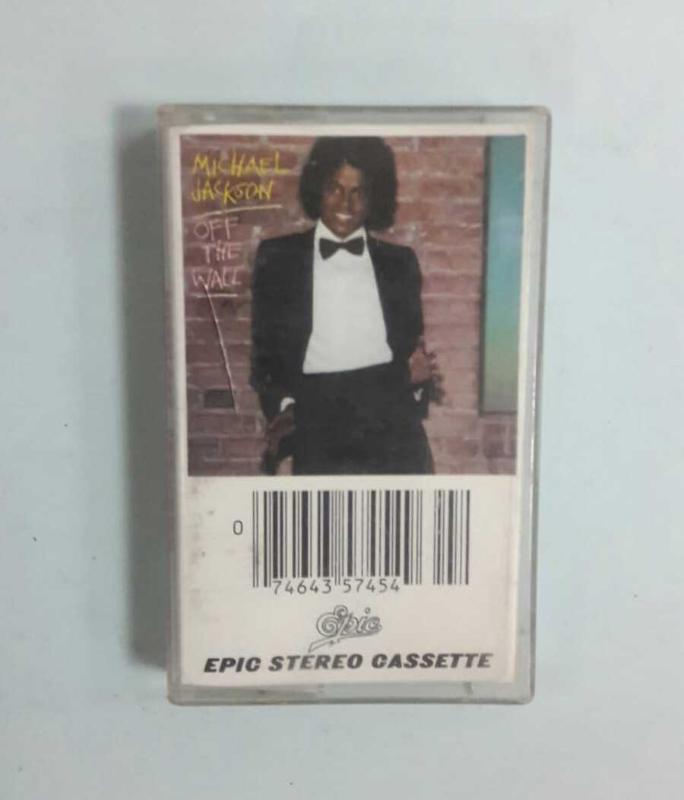 MICHAEL
JACKSON
OFF
THE
WALL
0
74643 57454
Epic
EPIC STEREO CASSETTE